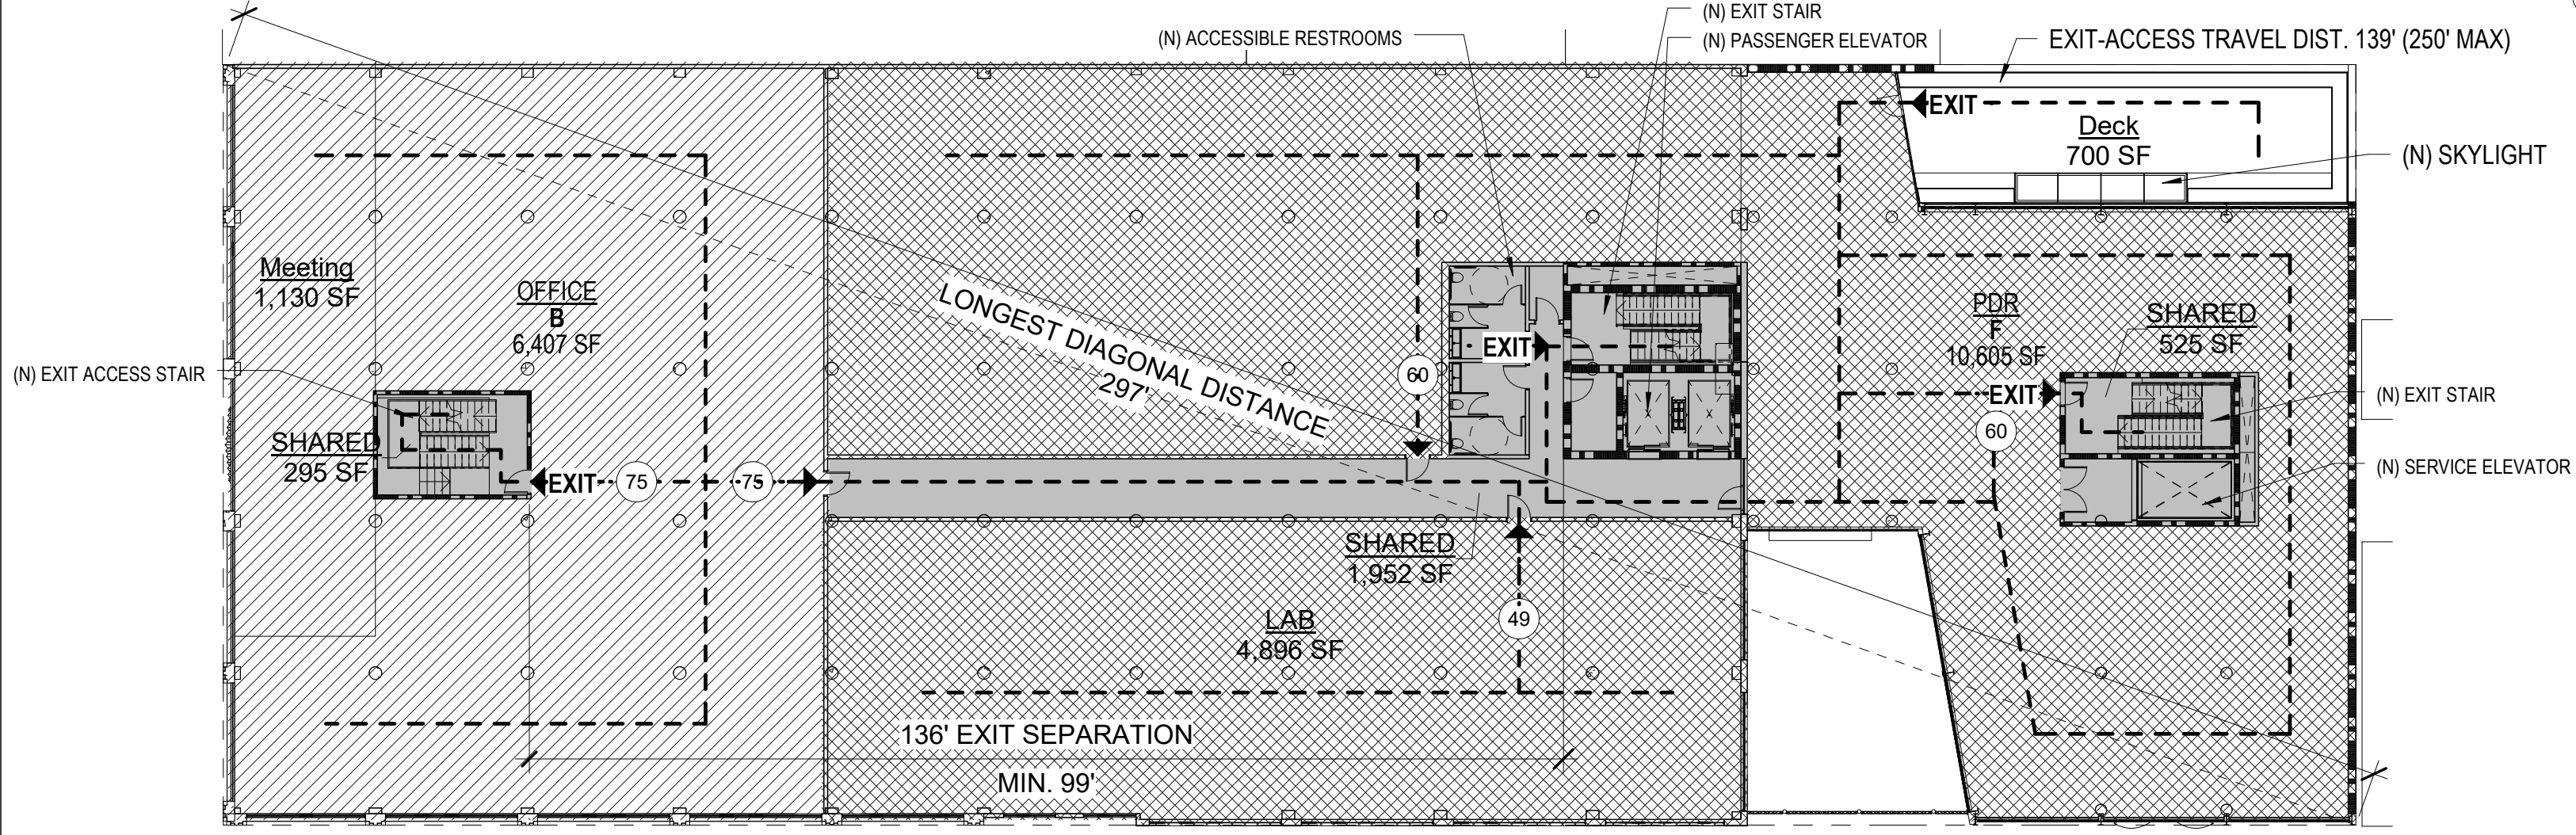 (N) EXIT STAIR
(N) ACCESSIBLE RESTROOMS
(N) PASSENGER ELEVATOR
EXIT-ACCESS TRAVEL DIST. 139' (250' MAX)
EXIT
Deck
700 SF
(N) SKYLIGHT
Meeting
1,130 SF
OFFICE
B
6,407 SF
LONGEST DIAGONAL DISTANCE
297'
EXIT
PDR
F
10,605 SF
SHARED
525 SF
(N) EXIT ACCESS STAIR
60
EXIT
(N) EXIT STAIR
60
SHARED
295 SF
(N) SERVICE ELEVATOR
EXIT
75
75
SHARED
1,952 SF
LAB
4,896 SF
49
136' EXIT SEPARATION
MIN. 99'